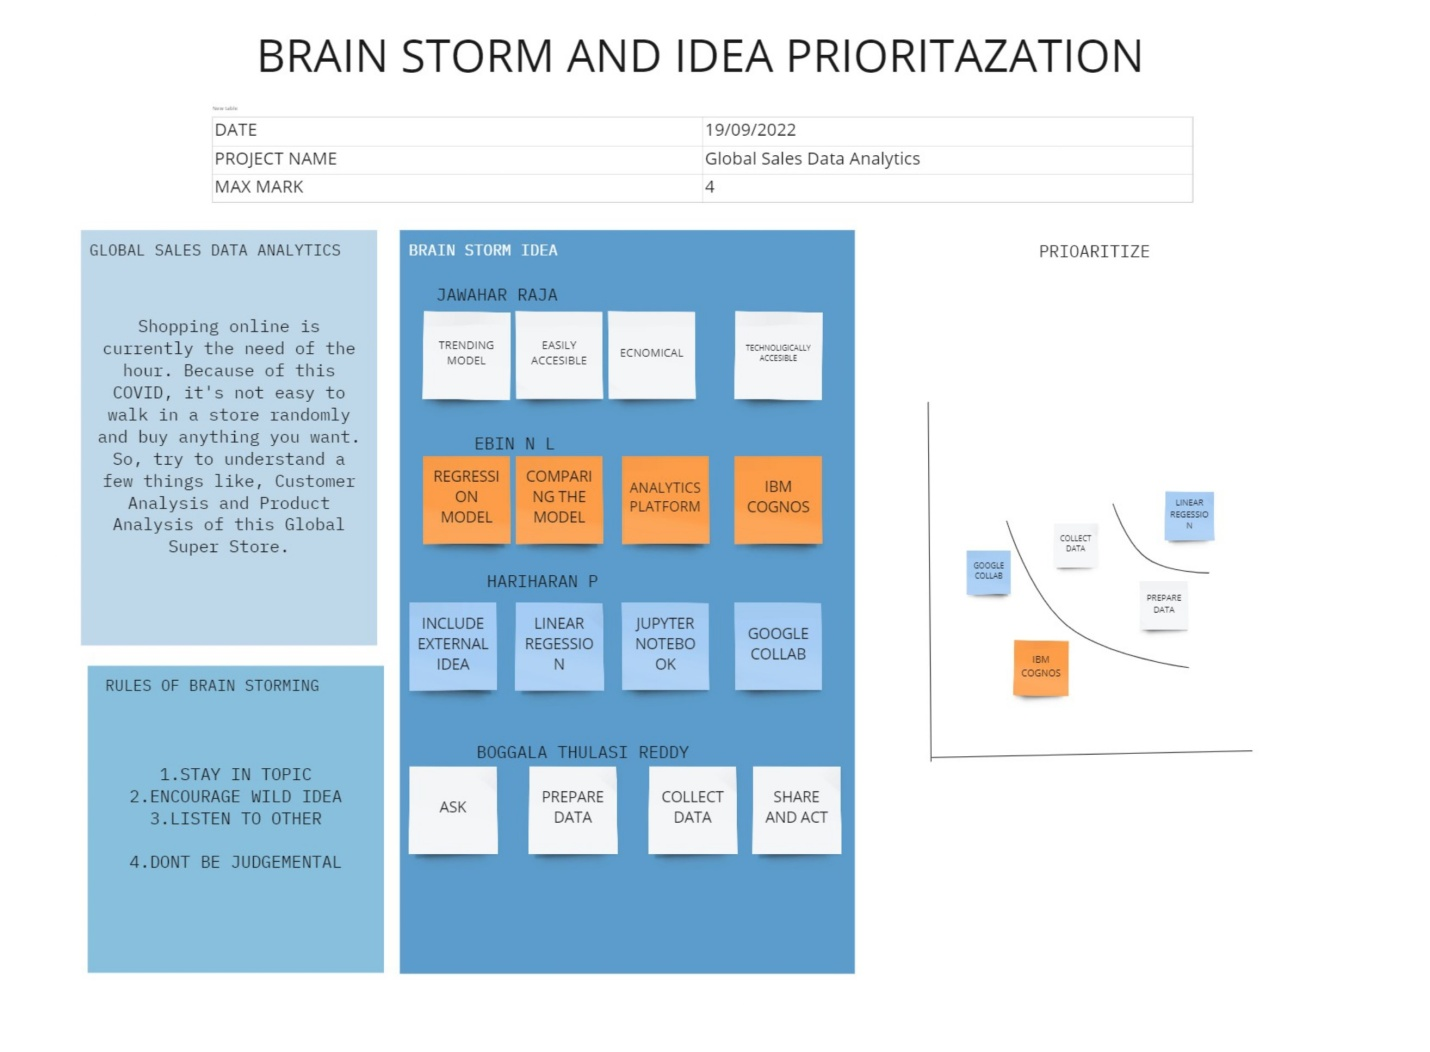 BRAIN STORM AND IDEA PRIORITAZATION
New table
DATE 19/09/2022
PROJECT NAME Global Sales Data Analytics
MAX MARK 4
GLOBAL SALES DATA ANALYTICS
Shopping online is
currently the need of the
hour. Because of this
COVID, it's not easy to
walk in a store randomly
and buy anything you want.
So, try to understand a
few things like, Customer
Analysis and Product
Analysis of this Global
Super Store.
RULES OF BRAIN STORMING
1.STAY IN TOPIC
2.ENCOURAGE WILD IDEA
3.LISTEN TO OTHER
4.DONT BE JUDGEMENTAL
BRAIN STORM IDEA
JAWAHAR RAJA
TRENDING
MODEL
EASILY
ACCESIBLE
ECNOMICAL
TECHNOLIGICALLY
ACCESIBLE
EBIN N L
REGRESSI
ON
MODEL
COMPARI
NG THE
MODEL
ANALYTICS
PLATFORM
IBM
COGNOS
HARIHARAN P
INCLUDE
EXTERNAL
IDEA
LINEAR
REGESSIO
N
JUPYTER
NOTEBO
OK
GOOGLE
COLLAB
BOGGALA THULASI REDDY
ASK
PREPARE
DATA
COLLECT
DATA
SHARE
AND ACT
PRIOARITIZE
LINEAR
REGESSIO
N
COLLECT
DATA
GOOGLE
COLLAB
PREPARE
DATA
IBM
COGNOS